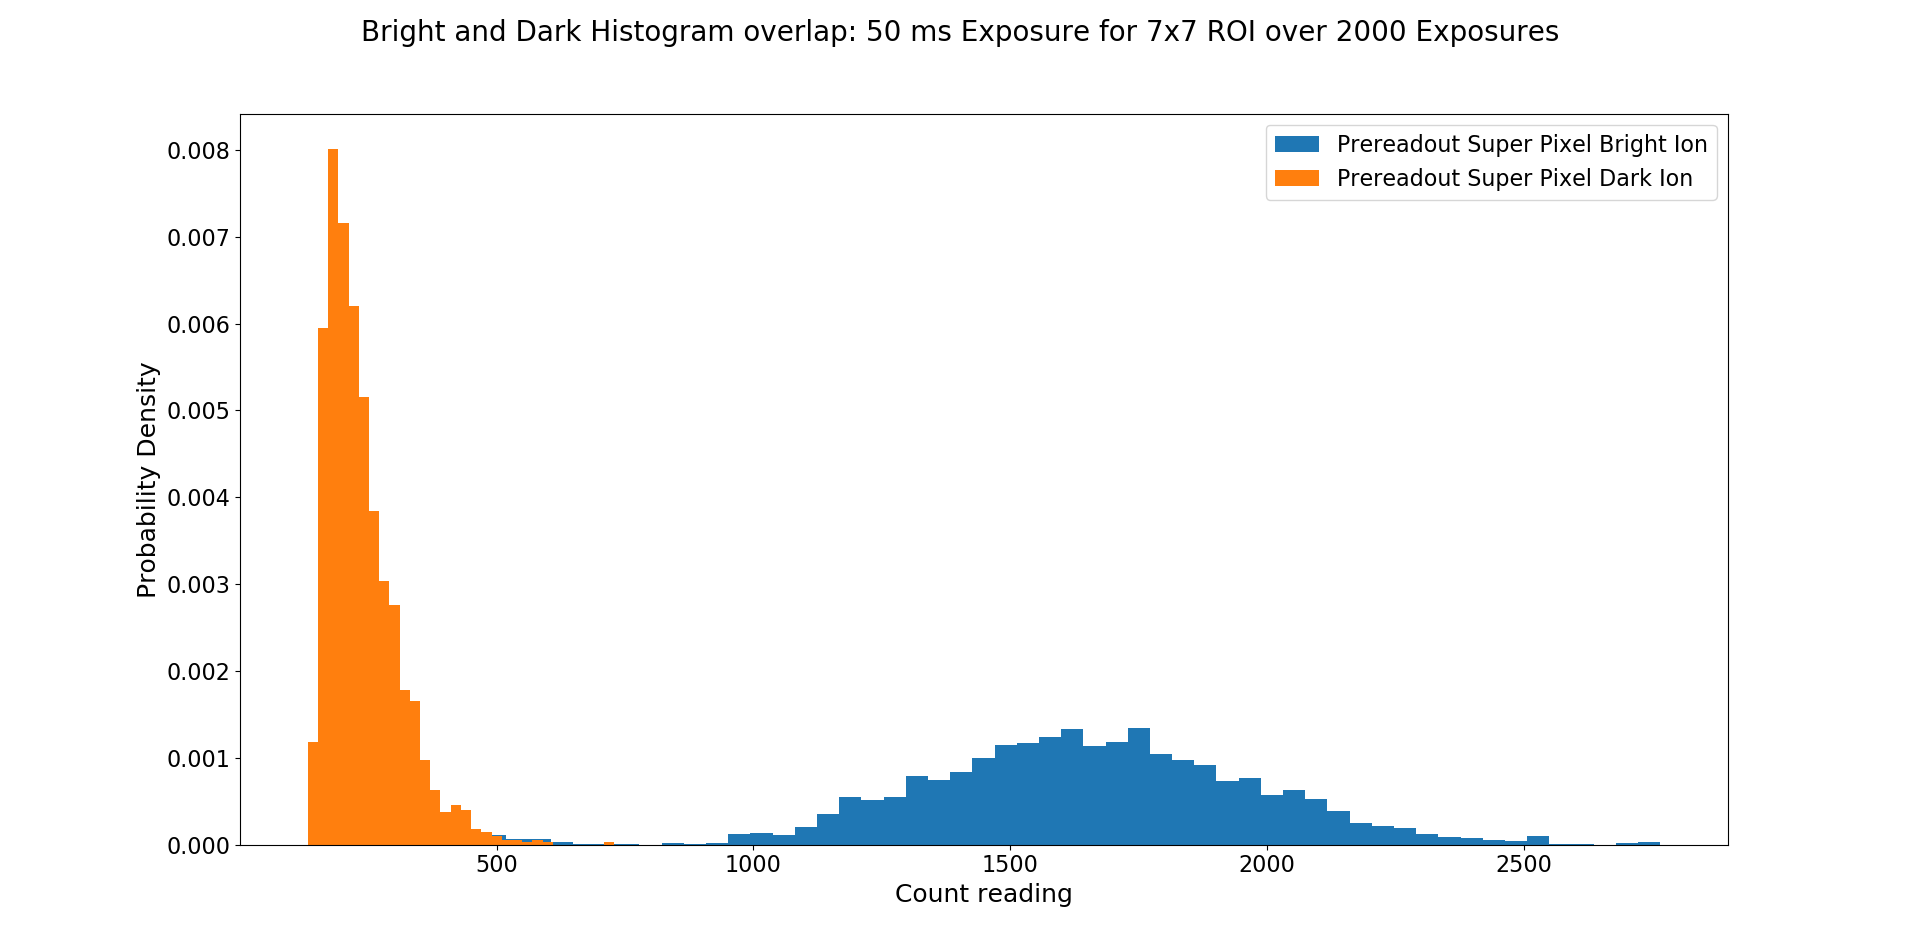 Bright and Dark Histogram overlap: 50 ms Exposure for 7x7 ROI over 2000 Exposures
Prereadout Super Pixel Bright Ion
Prereadout Super Pixel Dark Ion
0.008
0.007
0.006
0.005
0.004
0.003
0.002
0.001
0.000
Probability Density
500 1000 1500 2000 2500
Count reading